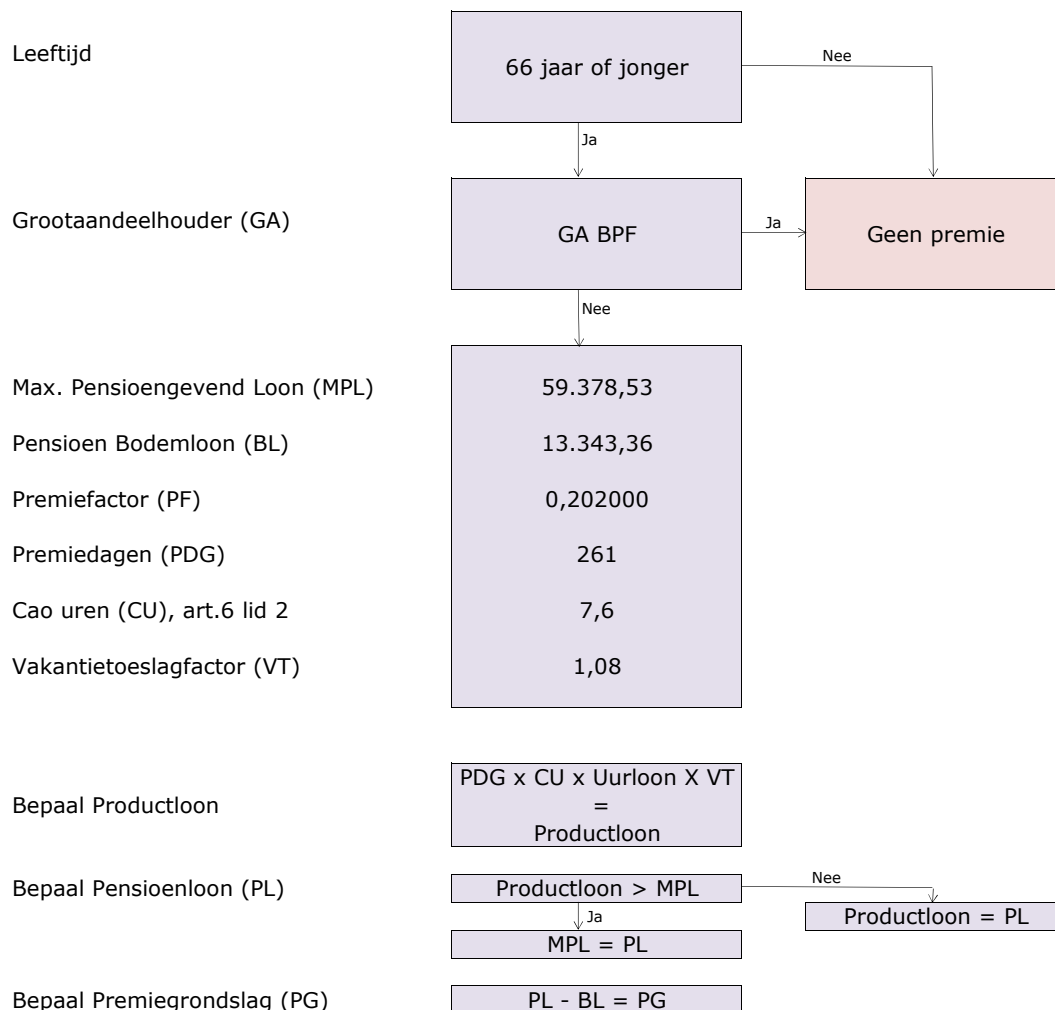 Leeftijd
66 jaar of jonger
Nee
Ja
Grootaandeelhouder (GA)
GA BPF
Ja
Geen premie
Nee
Max. Pensioengevend Loon (MPL)
59.378,53
Pensioen Bodemloon (BL)
13.343,36
Premiefactor (PF)
0,202000
Premiedagen (PDG)
261
Cao uren (CU), art.6 lid 2
7,6
Vakantietoeslagfactor (VT)
1,08
Bepaal Productloon
PDG x CU x Uurloon X VT
=
Productloon
Bepaal Pensioenloon (PL)
Productloon > MPL
Nee
Ja
Productloon = PL
MPL = PL
Bepaal Premiegrondslag (PG)
PL - BL = PG